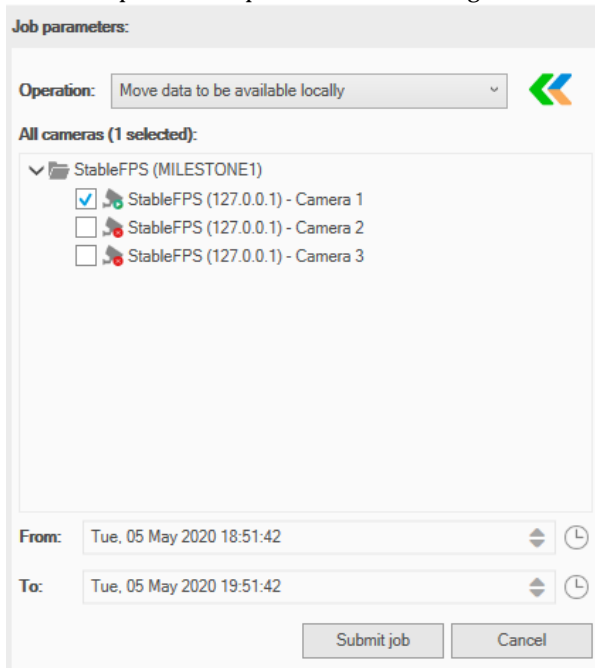 Job parameters:
Operation: Move data to be available locally
All cameras (1 selected):
StableFPS (MILESTONE1)
StableFPS (127.0.0.1) - Camera 1
StableFPS (127.0.0.1) - Camera 2
StableFPS (127.0.0.1) - Camera 3
From: Tue, 05 May 2020 18:51:42
To: Tue, 05 May 2020 19:51:42
Submit job Cancel